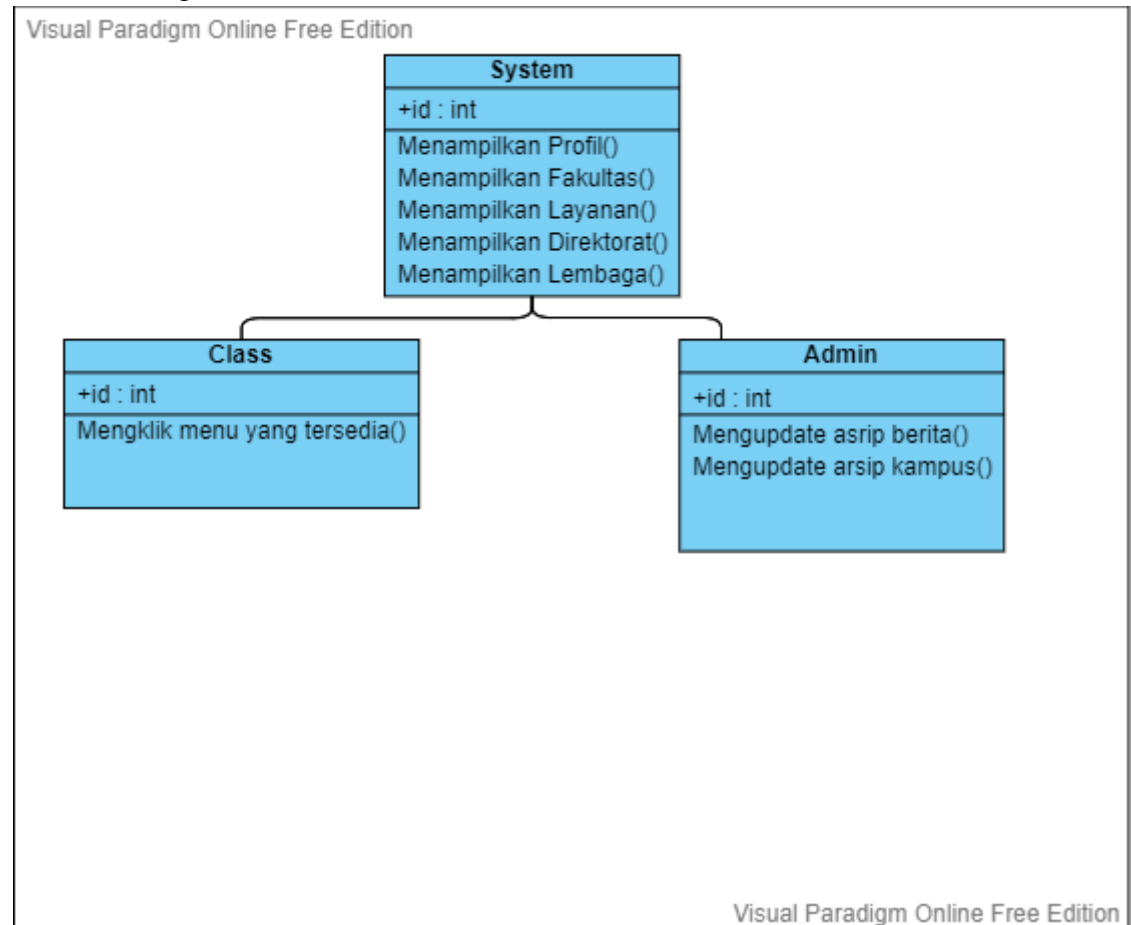 Visual Paradigm Online Free Edition
System
+id : int
Menampilkan Profil()
Menampilkan Fakultas()
Menampilkan Layanan()
Menampilkan Direktorat()
Menampilkan Lembaga()
Class
+id : int
Mengklik menu yang tersedia()
Admin
+id : int
Mengupdate asrip berita()
Mengupdate arsip kampus()
Visual Paradigm Online Free Edition